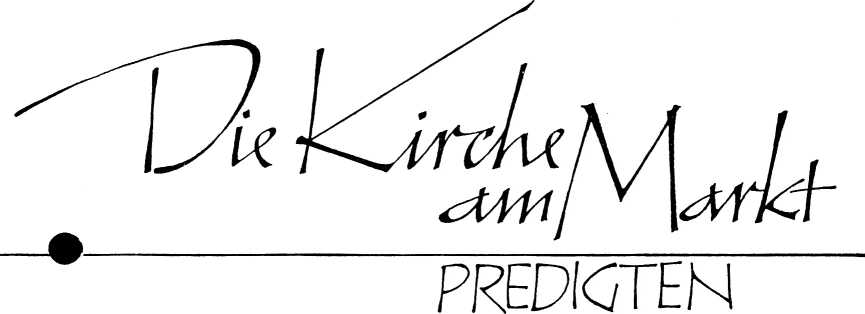 Die Kirche
am Markt
PREDIGTEN